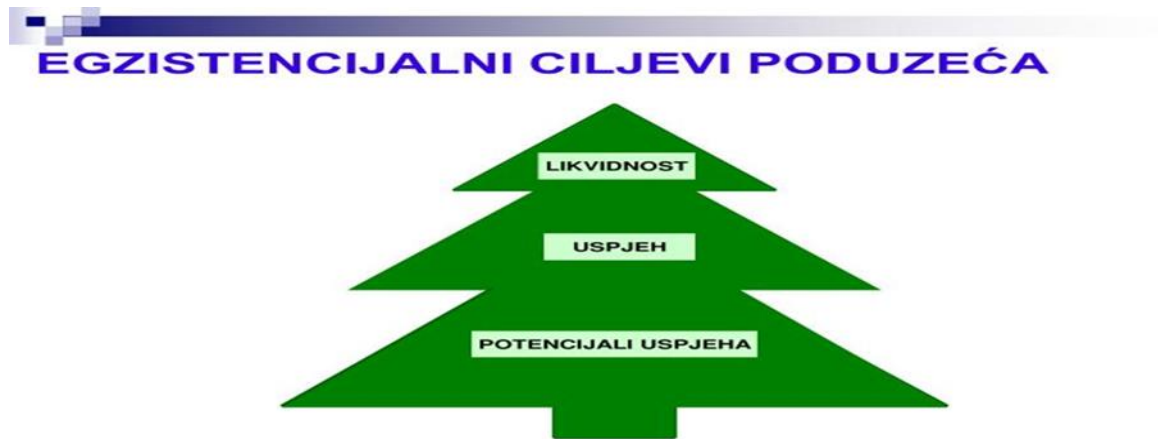 EGZISTENCIJALNI CILJEVI PODUZEĆA
LIKVIDNOST
USPJEH
POTENCIJALI USPJEHA